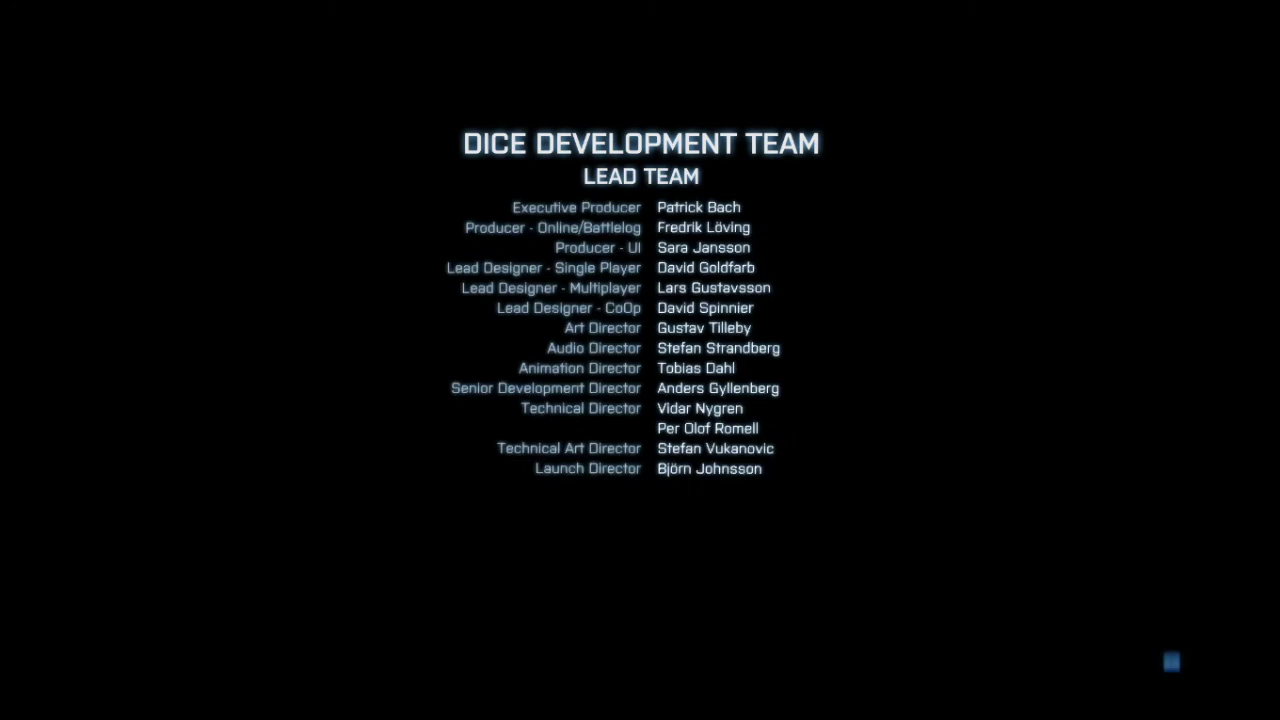 DICE DEVELOPMENT TEAM
LEAD TEAM
Executive Producer Patrick Bach
Producer - Online/Battlelog Fredrik Löving
Producer - UI Sara Jansson
Lead Designer - Single Player David Goldfarb
Lead Designer - Multiplayer Lars Gustavsson
Lead Designer - CoOp David Spinnier
Art Director Gustav Tilleby
Audio Director Stefan Strandberg
Animation Director Tobias Dahl
Senior Development Director Anders Gyllenberg
Technical Director Vidar Nygren
Per Olof Romell
Technical Art Director Stefan Vukanovic
Launch Director Björn Johnsson